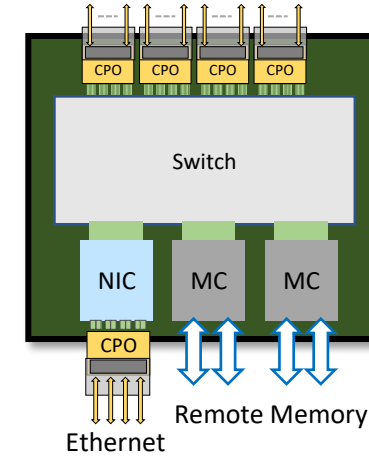 CPO CPO CPO CPO
Switch
NIC MC MC
CPO
Remote Memory
Ethernet